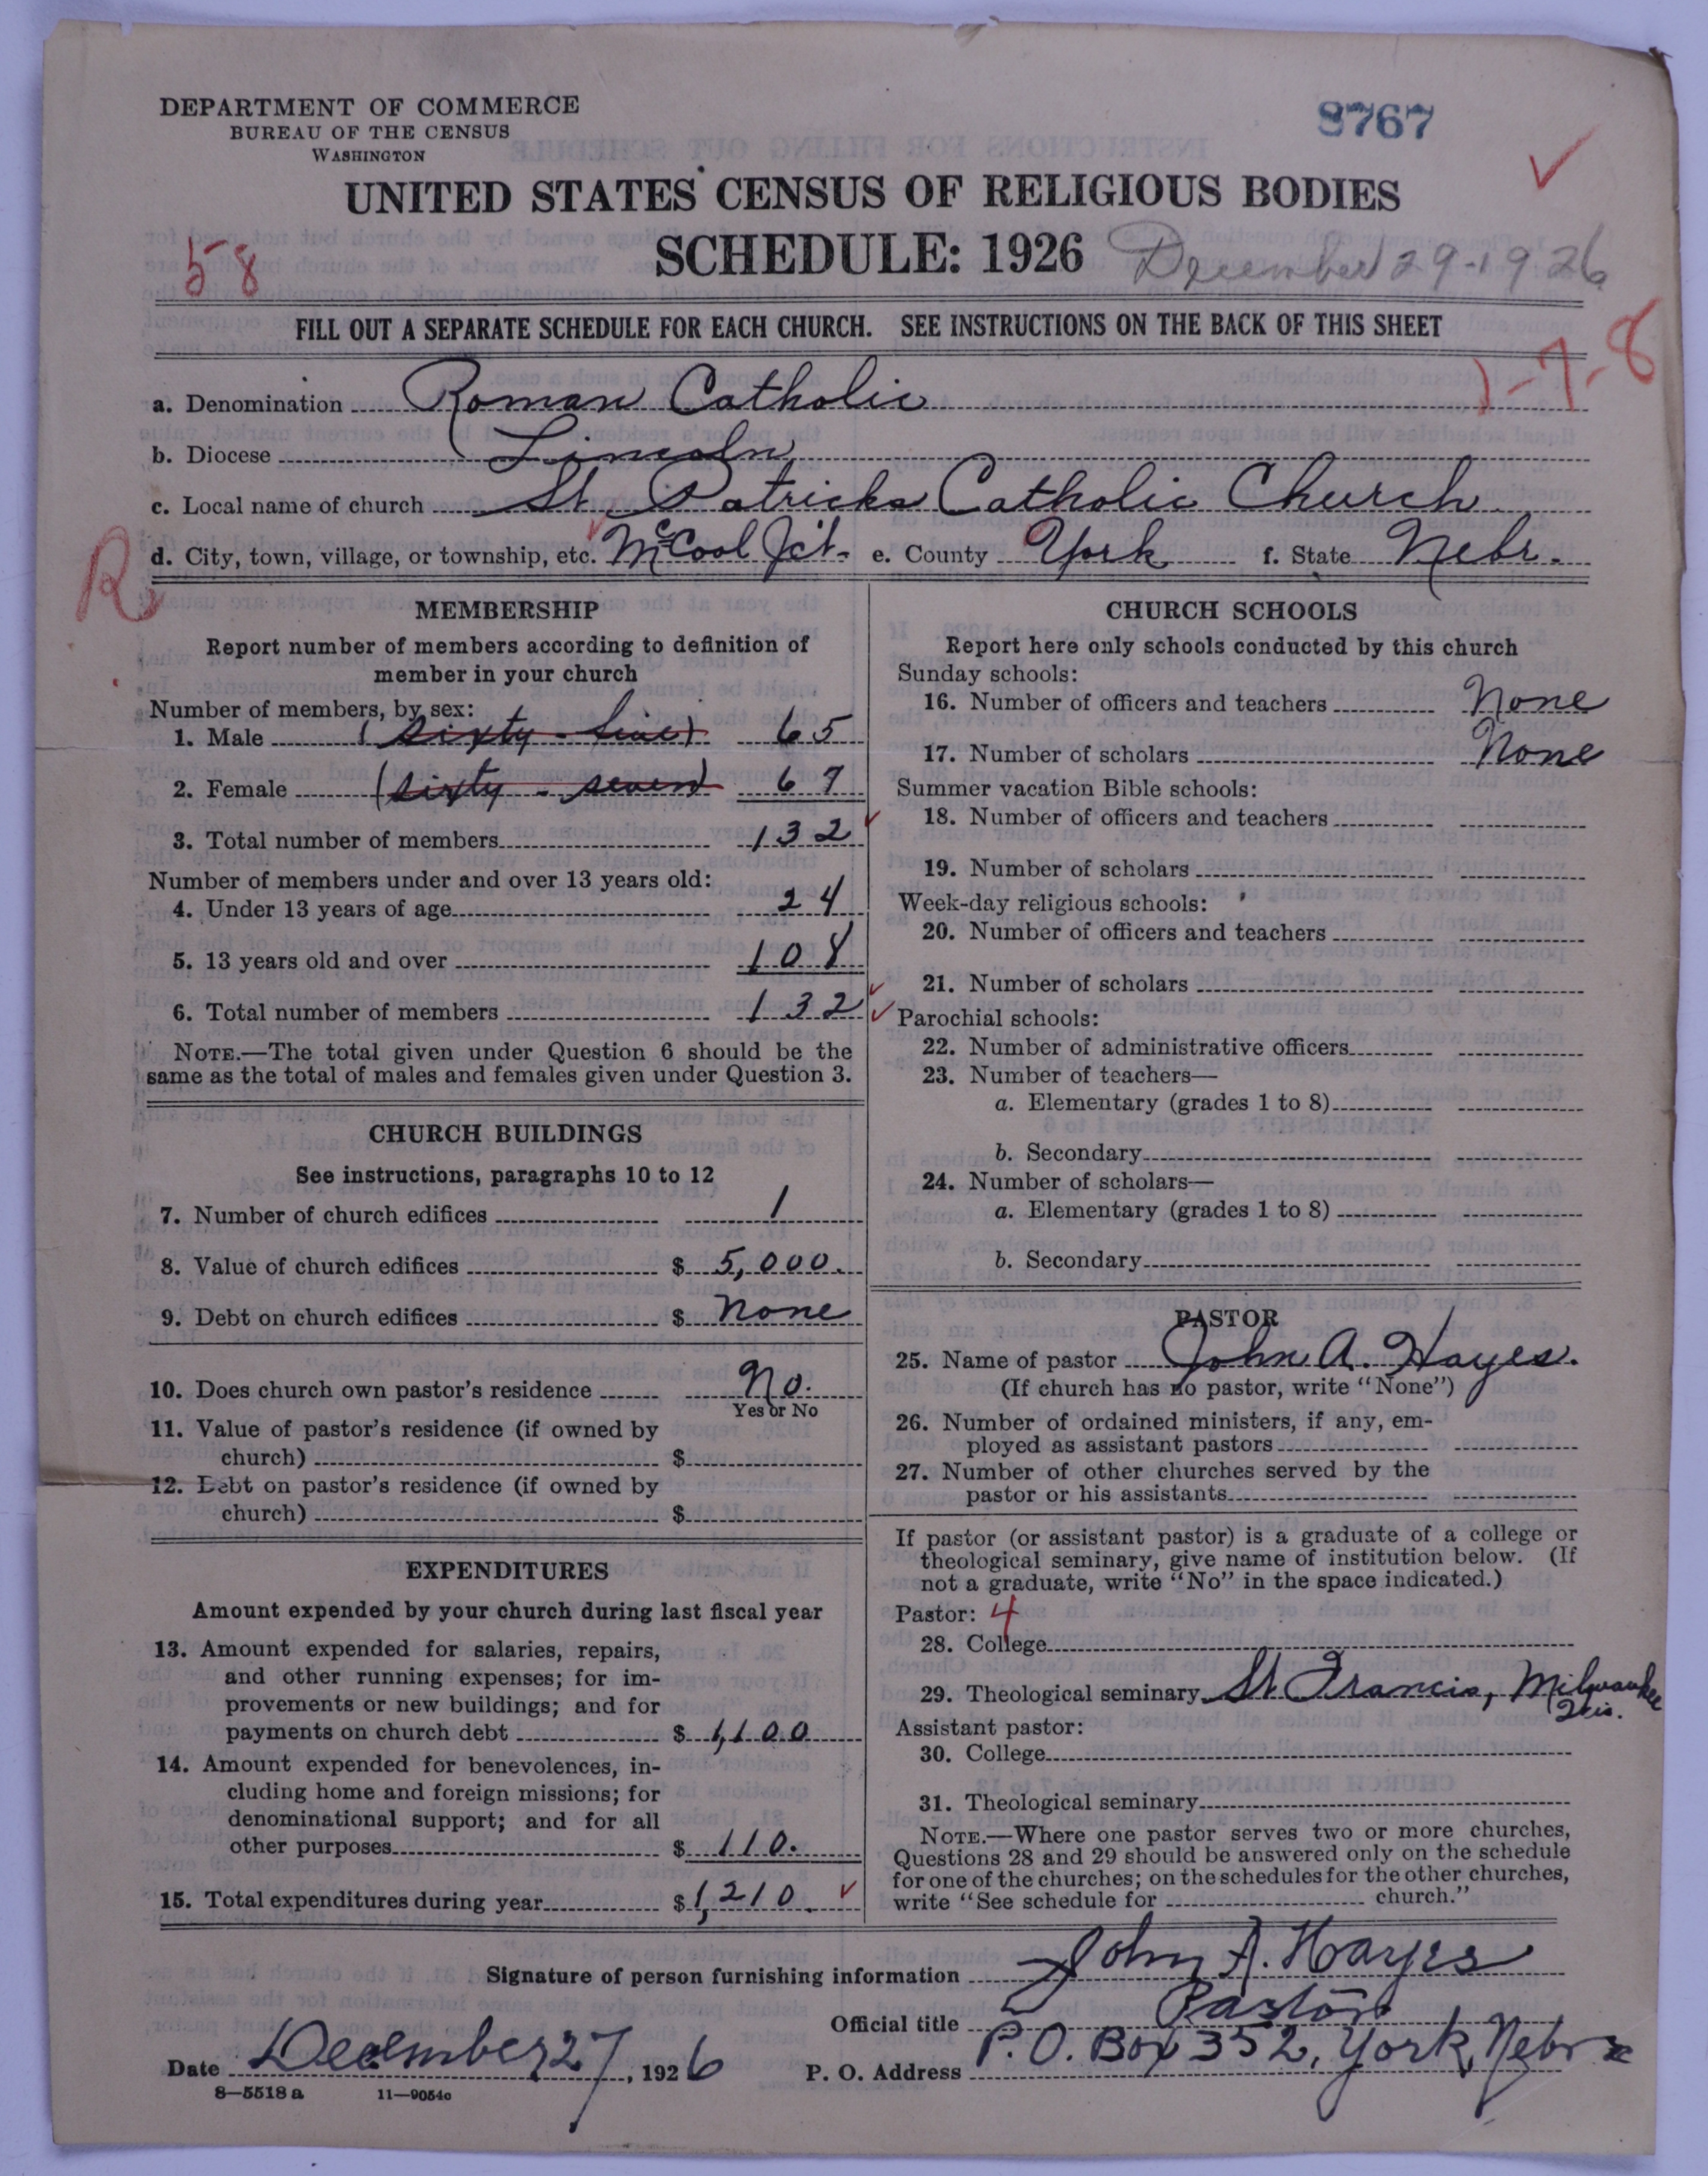 DEPARTMENT OF COMMERCE
BUREAU OF THE CENSUS
WASHINGTON
8767
UNITED STATES CENSUS OF RELIGIOUS BODIES
SCHEDULE: 1926 December 29-1926
58
FILL OUT A SEPARATE SCHEDULE FOR EACH CHURCH. SEE INSTRUCTIONS ON THE BACK OF THIS SHEET
1-7-8
a. Denomination Roman Catholic
b. Diocese Lincoln
c. Local name of church St Patricks Catholic Church
d. City, town, village, or township, etc. McCool Jct. e. County York f. State Nebr.
R
MEMBERSHIP
Report number of members according to definition of
member in your church
Number of members, by sex:
1. Male (sixty-five) 65
2. Female (sixty-seven) 67
3. Total number of members 132
Number of members under and over 13 years old:
4. Under 13 years of age 24
5. 13 years old and over 108
6. Total number of members 132
NOTE.—The total given under Question 6 should be the
same as the total of males and females given under Question 3.
CHURCH BUILDINGS
See instructions, paragraphs 10 to 12
7. Number of church edifices 1
8. Value of church edifices $ 5,000.
9. Debt on church edifices $ None
10. Does church own pastor's residence No.
Yes or No
11. Value of pastor's residence (if owned by
church) $
12. Debt on pastor's residence (if owned by
church) $
EXPENDITURES
Amount expended by your church during last fiscal year
13. Amount expended for salaries, repairs,
and other running expenses; for im-
provements or new buildings; and for
payments on church debt $ 1,100
14. Amount expended for benevolences, in-
cluding home and foreign missions; for
denominational support; and for all
other purposes $ 110.
15. Total expenditures during year $ 1,210.
CHURCH SCHOOLS
Report here only schools conducted by this church
Sunday schools:
16. Number of officers and teachers None
17. Number of scholars None
Summer vacation Bible schools:
18. Number of officers and teachers
19. Number of scholars
Week-day religious schools:
20. Number of officers and teachers
21. Number of scholars
Parochial schools:
22. Number of administrative officers
23. Number of teachers—
a. Elementary (grades 1 to 8)
b. Secondary
24. Number of scholars—
a. Elementary (grades 1 to 8)
b. Secondary
PASTOR
25. Name of pastor John A. Hayes.
(If church has no pastor, write "None")
26. Number of ordained ministers, if any, em-
ployed as assistant pastors
27. Number of other churches served by the
pastor or his assistants
If pastor (or assistant pastor) is a graduate of a college or
theological seminary, give name of institution below. (If
not a graduate, write "No" in the space indicated.)
Pastor: 4
28. College
29. Theological seminary St Francis, Milwaukee
Wis.
Assistant pastor:
30. College
31. Theological seminary
NOTE.—Where one pastor serves two or more churches,
Questions 28 and 29 should be answered only on the schedule
for one of the churches; on the schedules for the other churches,
write "See schedule for church."
Signature of person furnishing information John A. Hayes
Official title Pastor
Date December 27, 1926 P. O. Address P.O. Box 352, York, Nebr
8—5518 a 11—9054c